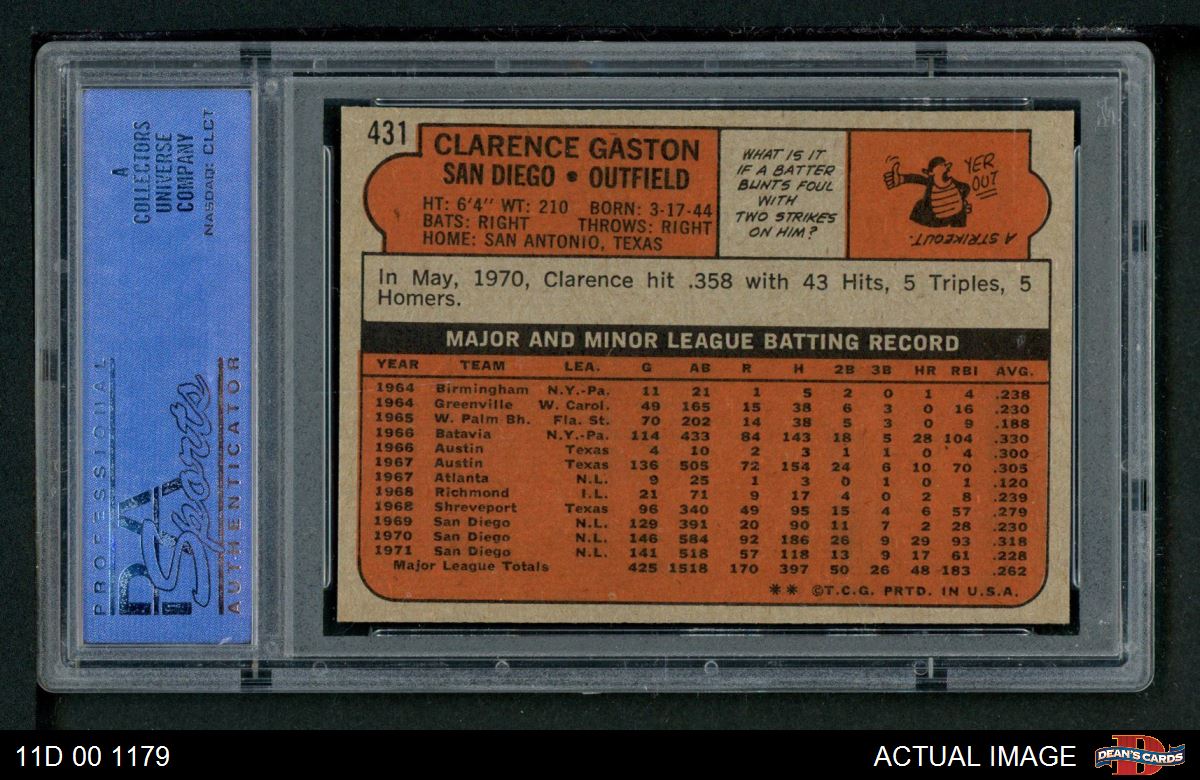 A
COLLECTORS
UNIVERSE
COMPANY
NASDAQ: CLCT
PROFESSIONAL
PSA
Sports
AUTHENTICATOR
431
CLARENCE GASTON
SAN DIEGO • OUTFIELD
HT: 6'4" WT: 210 BORN: 3-17-44
BATS: RIGHT THROWS: RIGHT
HOME: SAN ANTONIO, TEXAS
WHAT IS IT
IF A BATTER
BUNTS FOUL
WITH
TWO STRIKES
ON HIM?
YER
OUT
A STRIKEOUT.
In May, 1970, Clarence hit .358 with 43 Hits, 5 Triples, 5
Homers.
MAJOR AND MINOR LEAGUE BATTING RECORD
YEAR TEAM LEA. G AB R H 2B 3B HR RBI AVG.
1964 Birmingham N.Y.-Pa. 11 21 1 5 2 0 1 4 .238
1964 Greenville W. Carol. 49 165 15 38 6 3 0 16 .230
1965 W. Palm Bh. Fla. St. 70 202 14 38 5 3 0 9 .188
1966 Batavia N.Y.-Pa. 114 433 84 143 18 5 28 104 .330
1966 Austin Texas 4 10 2 3 1 1 0 4 .300
1967 Austin Texas 136 505 72 154 24 6 10 70 .305
1967 Atlanta N.L. 9 25 1 3 0 1 0 1 .120
1968 Richmond I.L. 21 71 9 17 4 0 2 8 .239
1968 Shreveport Texas 96 340 49 95 15 4 6 57 .279
1969 San Diego N.L. 129 391 20 90 11 7 2 28 .230
1970 San Diego N.L. 146 584 92 186 26 9 29 93 .318
1971 San Diego N.L. 141 518 57 118 13 9 17 61 .228
Major League Totals 425 1518 170 397 50 26 48 183 .262
** ©T.C.G. PRTD. IN U.S.A.
11D 00 1179
ACTUAL IMAGE
DEAN'S CARDS